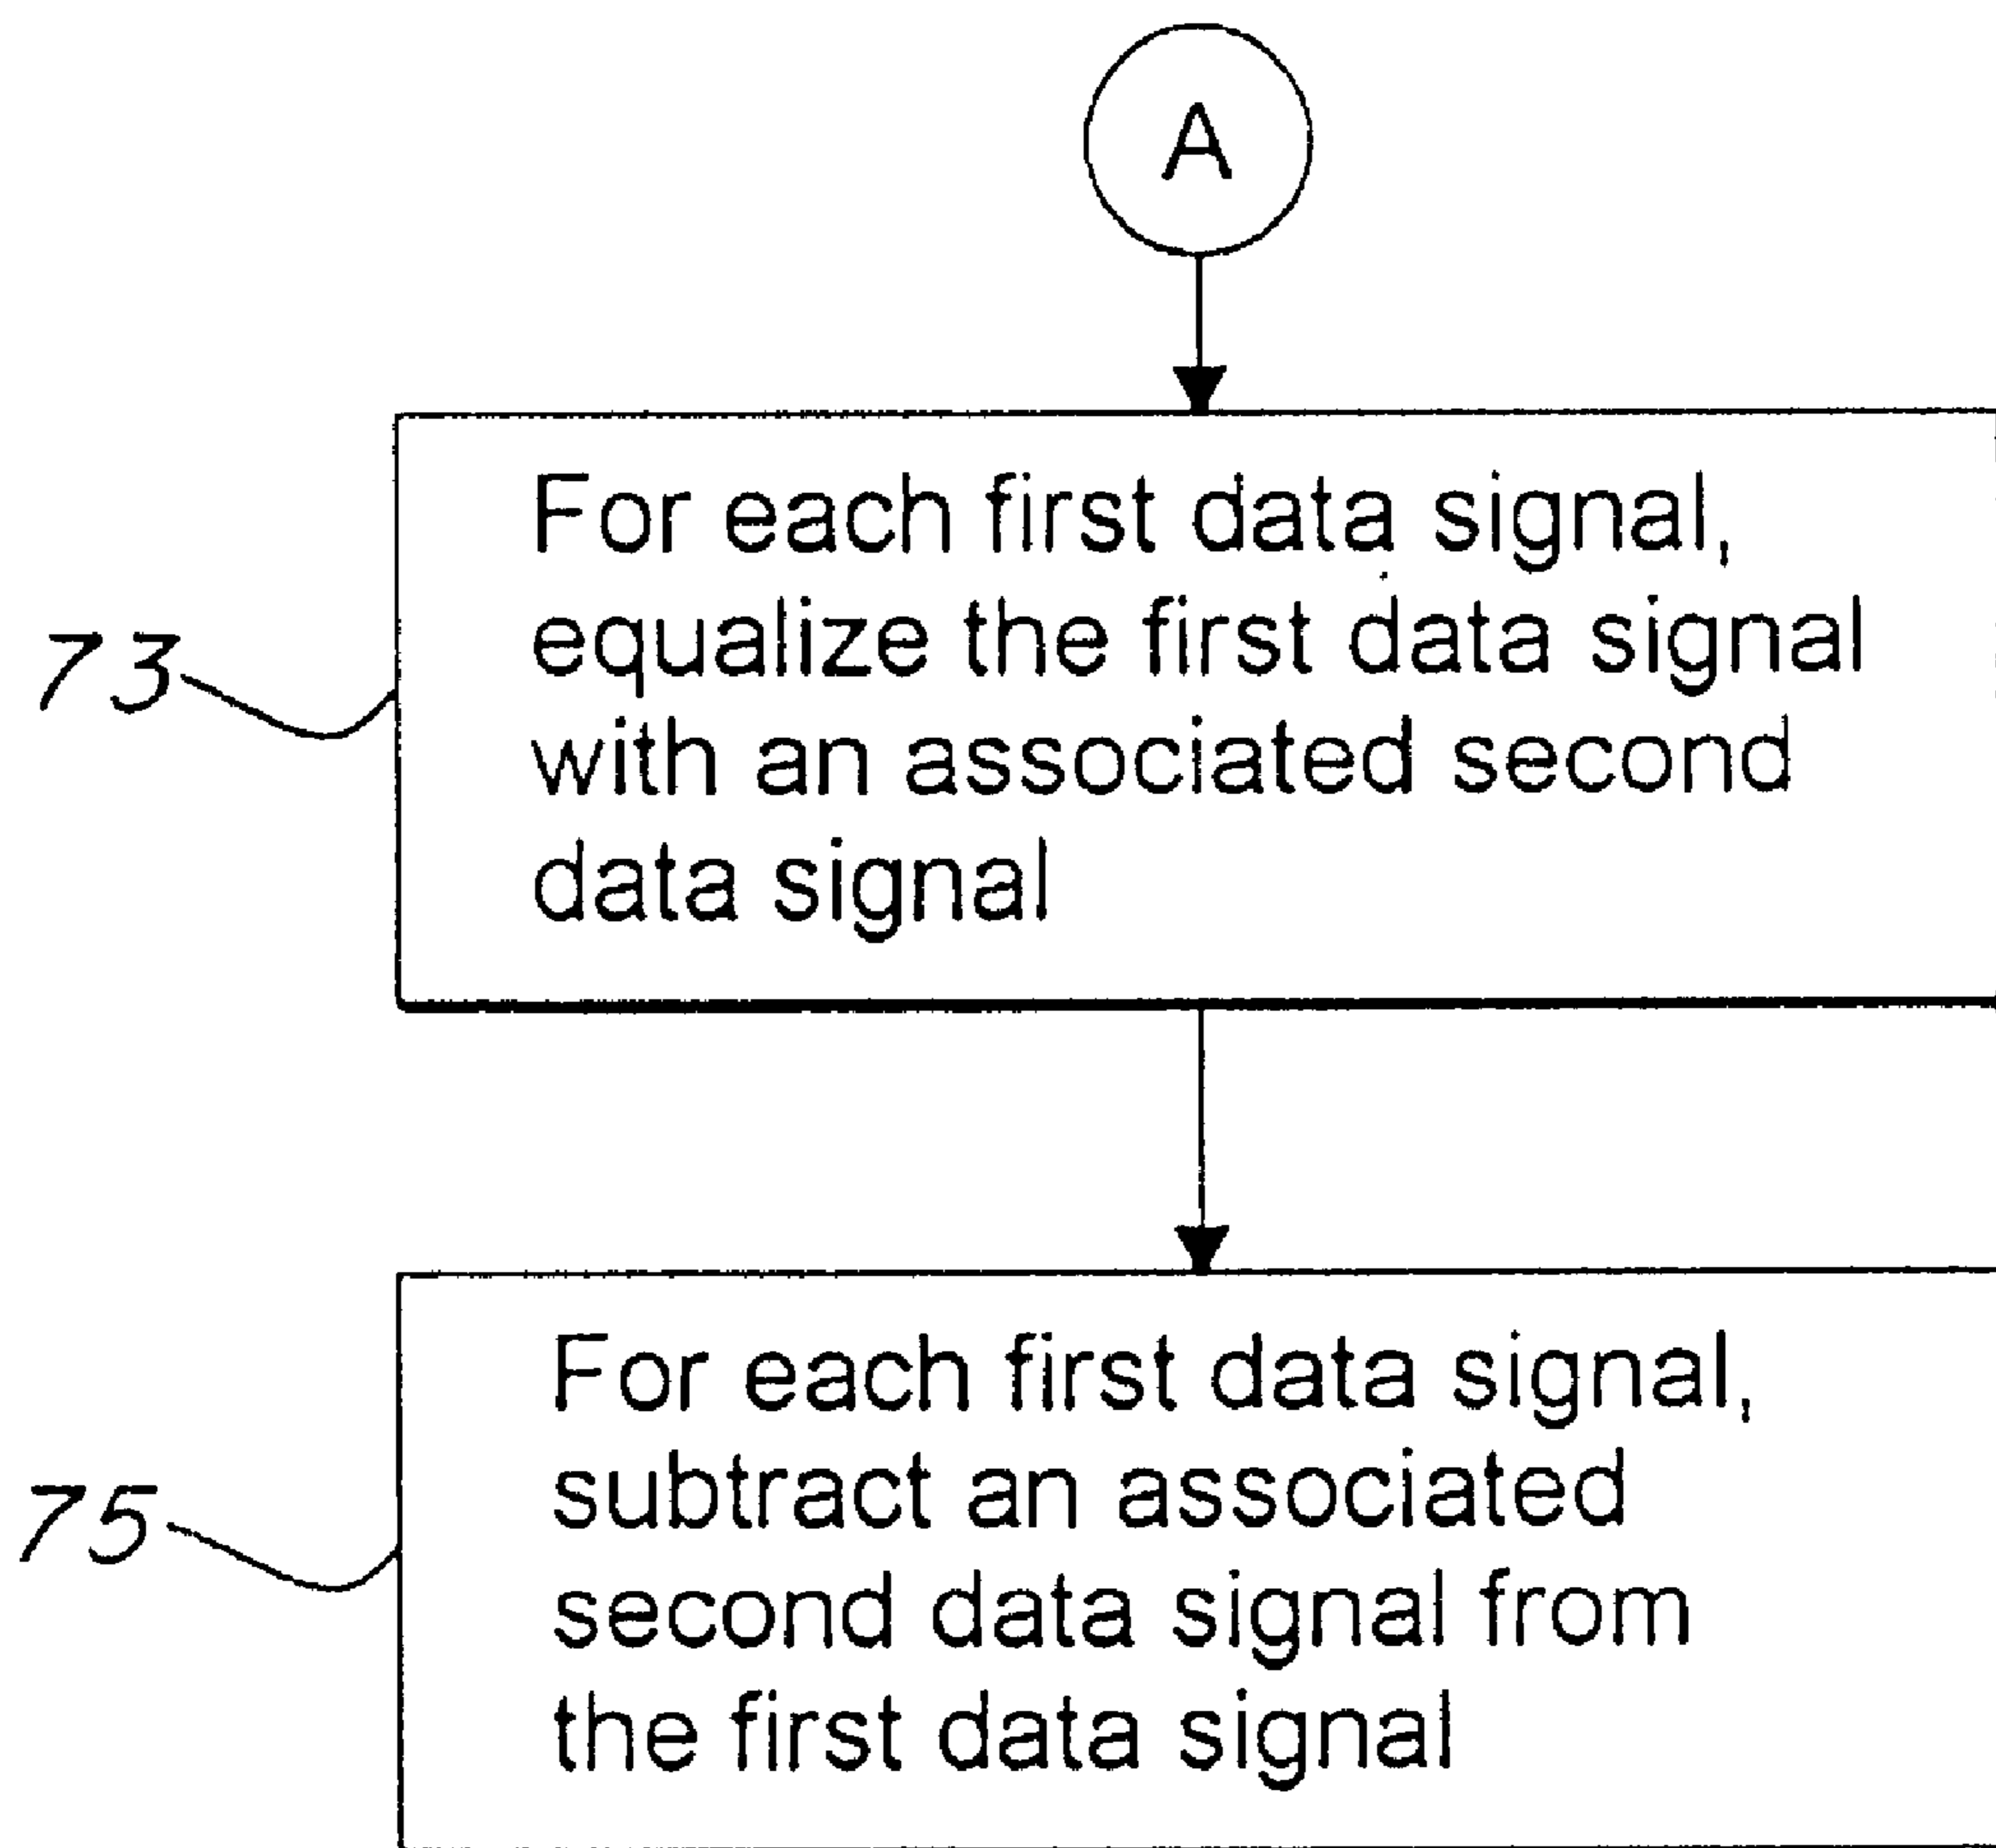 A
For each first data signal,
equalize the first data signal
with an associated second
data signal
73
For each first data signal,
subtract an associated
second data signal from
the first data signal
75